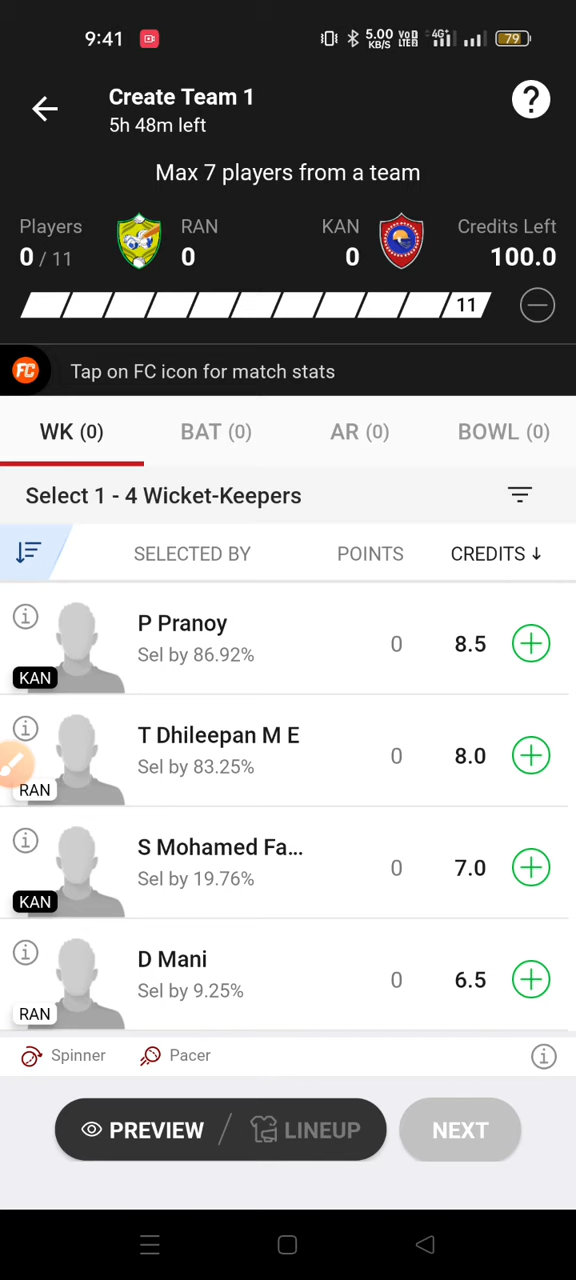 9:41 5.00 KB/S VoD LTE 2 4G+ 79
Create Team 1
5h 48m left
?
Max 7 players from a team
Players RAN KAN Credits Left
0 / 11 0 0 100.0
11
FC Tap on FC icon for match stats
WK (0) BAT (0) AR (0) BOWL (0)
Select 1 - 4 Wicket-Keepers
SELECTED BY POINTS CREDITS ↓
P Pranoy
Sel by 86.92%
0 8.5
KAN
T Dhileepan M E
Sel by 83.25%
0 8.0
RAN
S Mohamed Fa...
Sel by 19.76%
0 7.0
KAN
D Mani
Sel by 9.25%
0 6.5
RAN
Spinner Pacer
PREVIEW / LINEUP NEXT